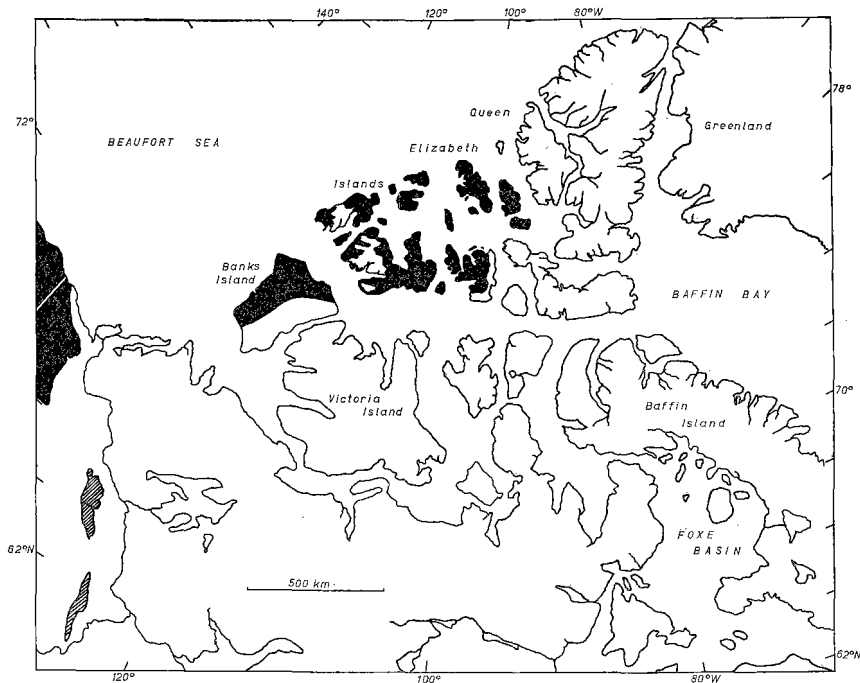 140°
120°
100°
80°W
78°
72°
BEAUFORT SEA
Queen
Greenland
Elizabeth
Islands
Banks
Island
BAFFIN BAY
70°
Victoria
Island
Baffin
Island
62°N
FOXE
BASIN
500 km
120°
100°
80°W
62°N